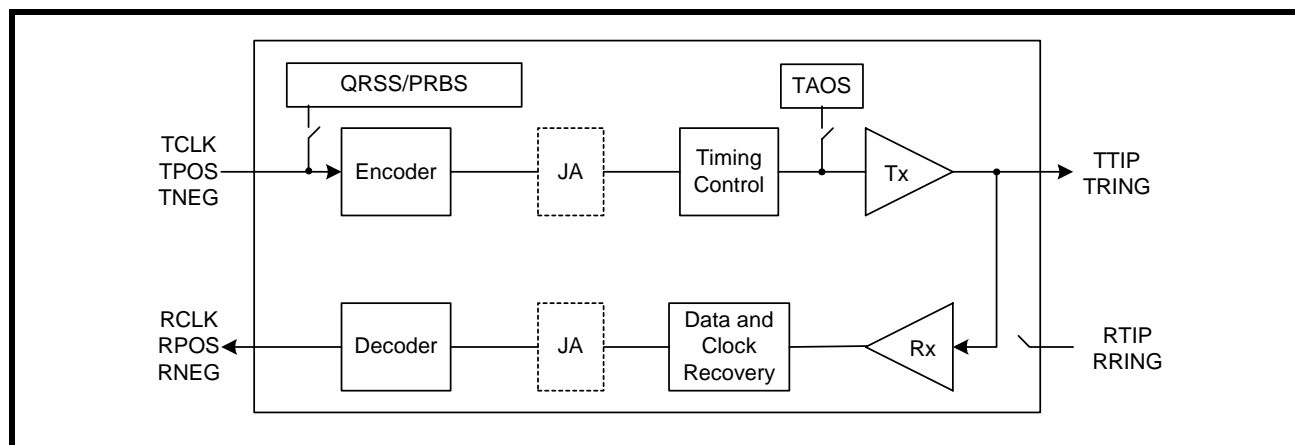 QRSS/PRBS
TAOS
TCLK
TPOS
TNEG
Encoder
JA
Timing
Control
Tx
TTIP
TRING
RCLK
RPOS
RNEG
Decoder
JA
Data and
Clock
Recovery
Rx
RTIP
RRING